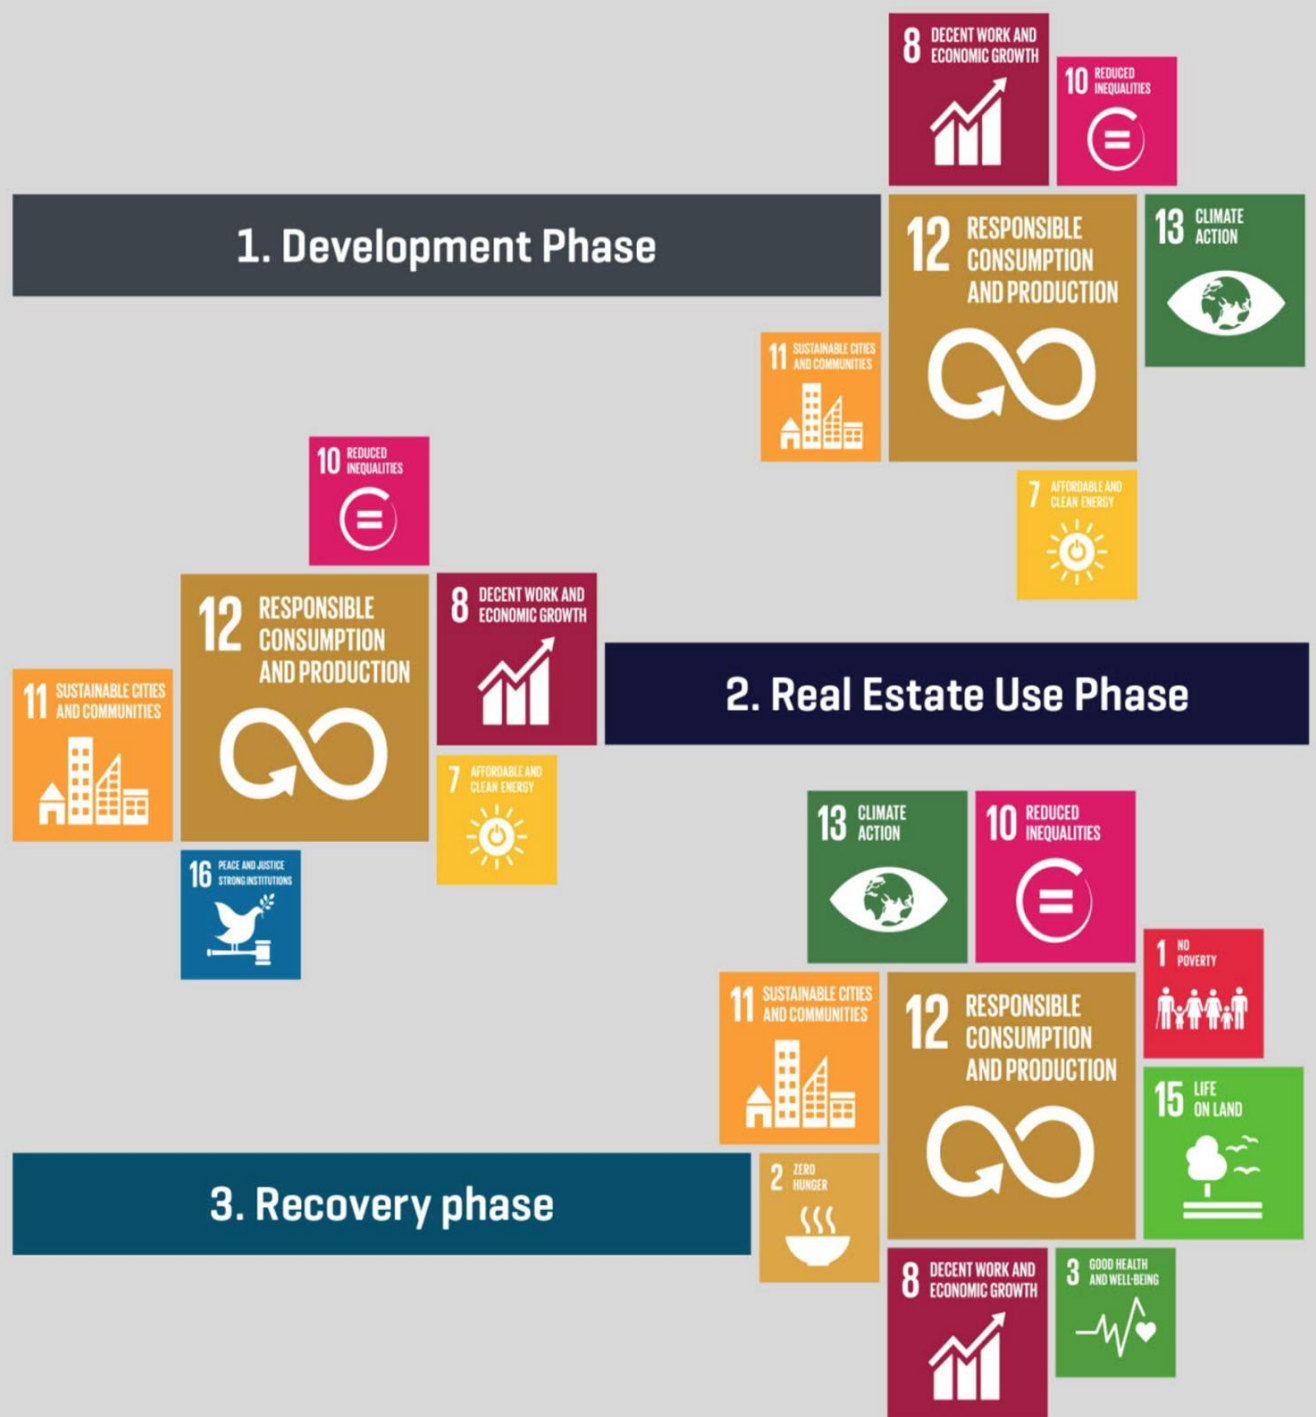 8 DECENT WORK AND
ECONOMIC GROWTH
10 REDUCED
INEQUALITIES
1. Development Phase
12 RESPONSIBLE
CONSUMPTION
AND PRODUCTION
13 CLIMATE
ACTION
11 SUSTAINABLE CITIES
AND COMMUNITIES
7 AFFORDABLE AND
CLEAN ENERGY
10 REDUCED
INEQUALITIES
12 RESPONSIBLE
CONSUMPTION
AND PRODUCTION
8 DECENT WORK AND
ECONOMIC GROWTH
11 SUSTAINABLE CITIES
AND COMMUNITIES
2. Real Estate Use Phase
7 AFFORDABLE AND
CLEAN ENERGY
16 PEACE AND JUSTICE
STRONG INSTITUTIONS
13 CLIMATE
ACTION
10 REDUCED
INEQUALITIES
1 NO
POVERTY
11 SUSTAINABLE CITIES
AND COMMUNITIES
12 RESPONSIBLE
CONSUMPTION
AND PRODUCTION
15 LIFE
ON LAND
3. Recovery phase
2 ZERO
HUNGER
8 DECENT WORK AND
ECONOMIC GROWTH
3 GOOD HEALTH
AND WELL-BEING